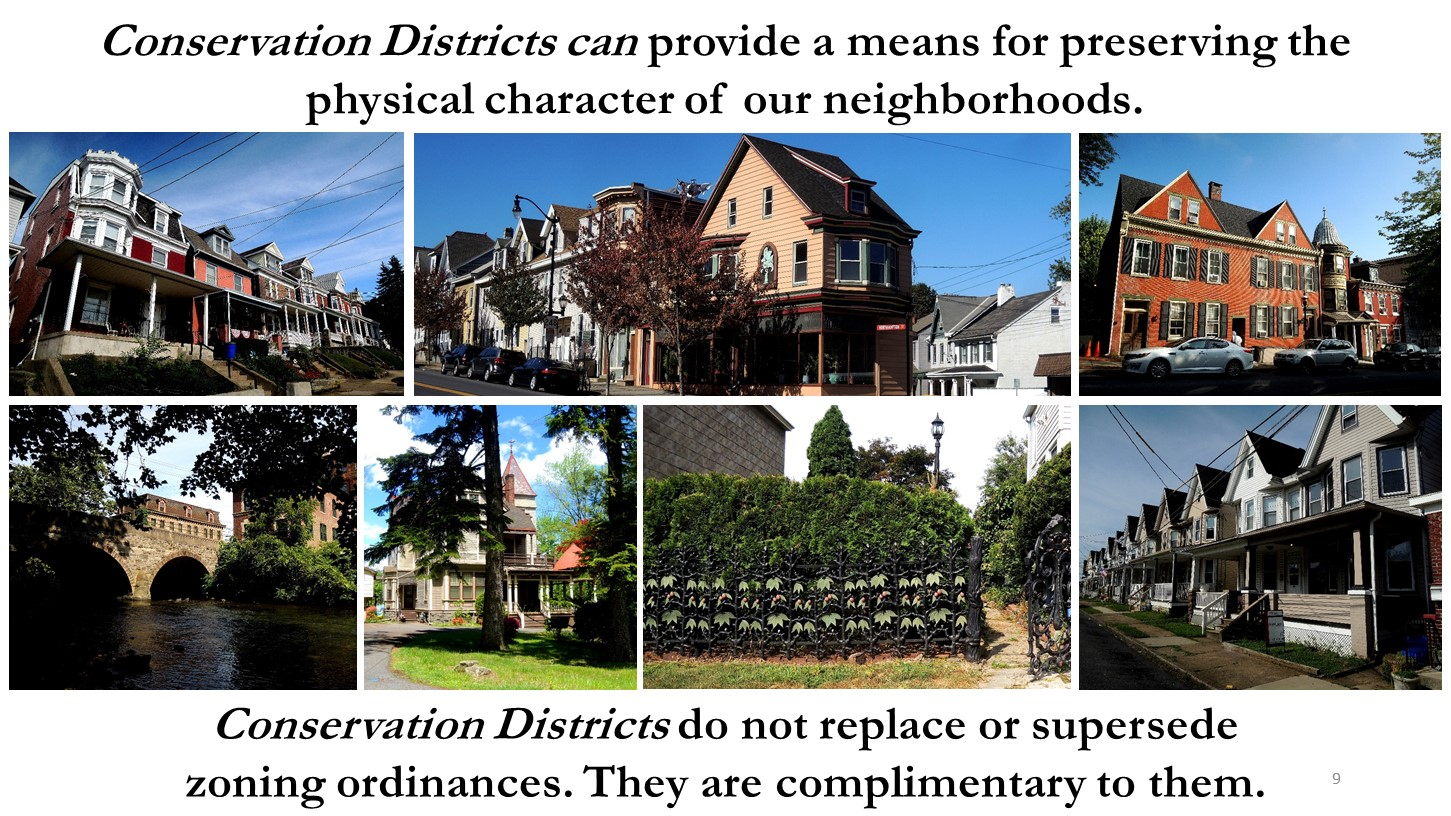 Conservation Districts can provide a means for preserving the
physical character of our neighborhoods.
Conservation Districts do not replace or supersede
zoning ordinances. They are complimentary to them.
9